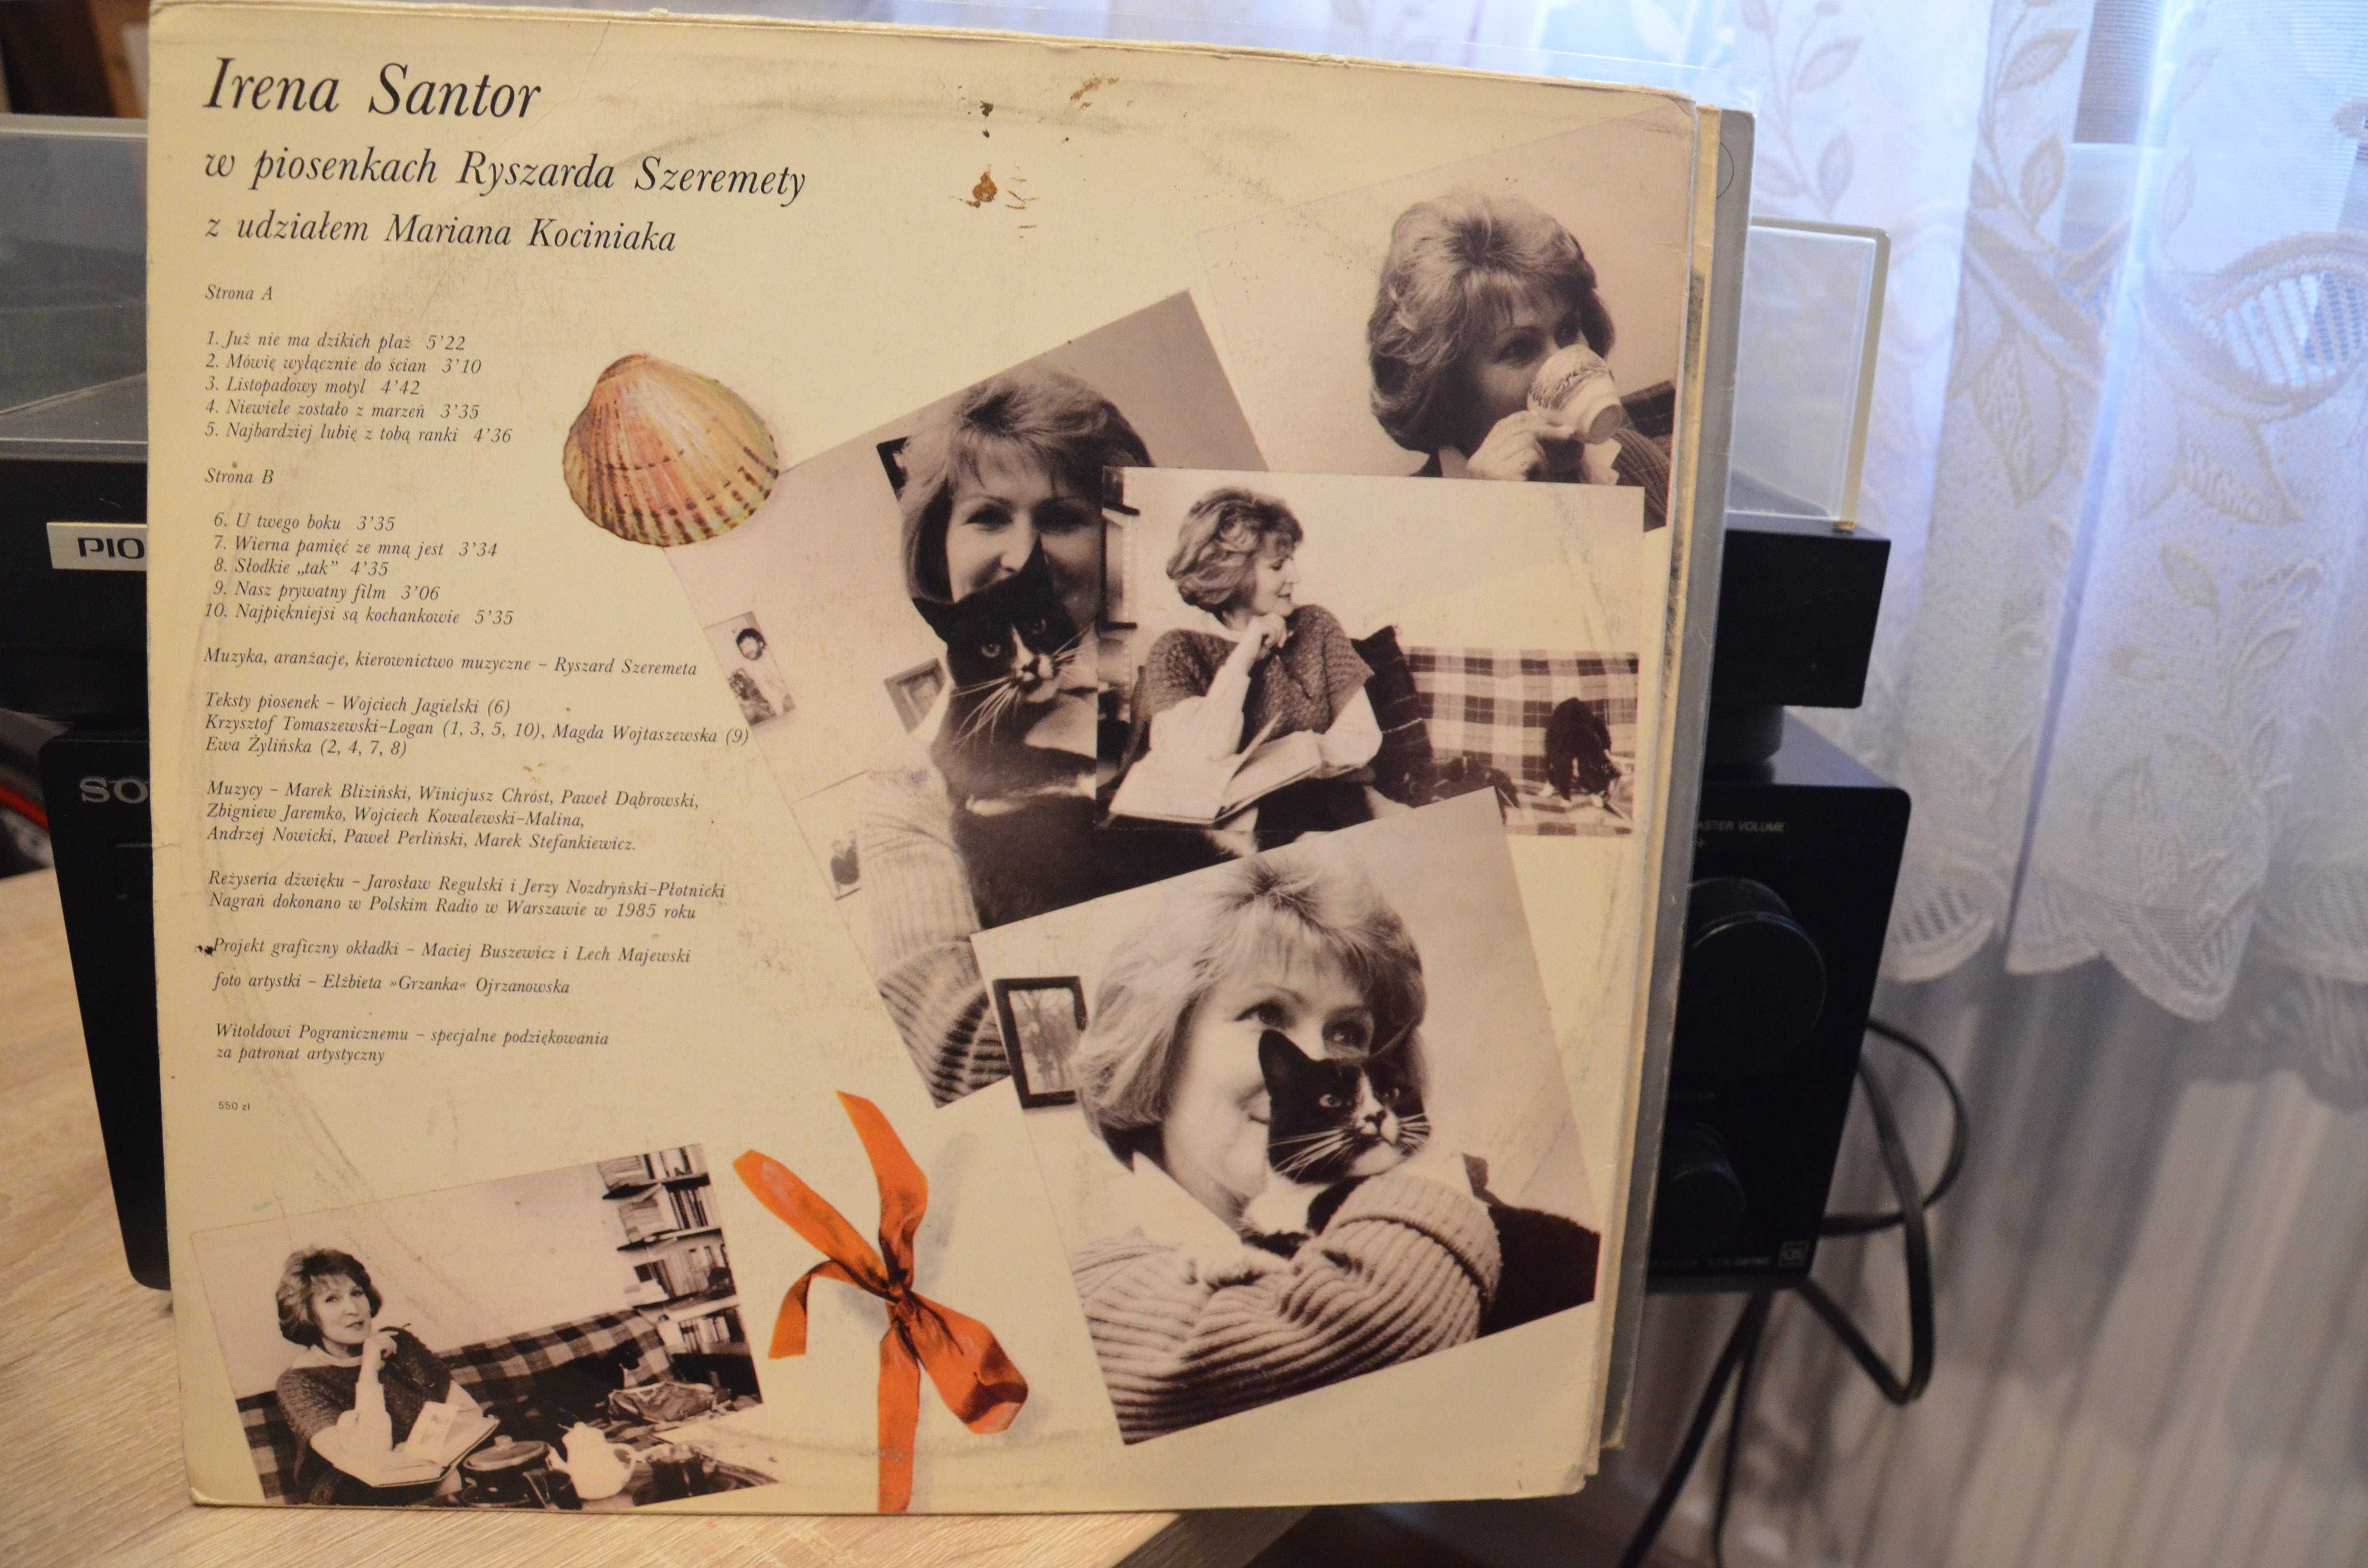 Irena Santor
w piosenkach Ryszarda Szeremety
z udziałem Mariana Kociniaka
Strona A
1. Już nie ma dzikich plaż 5'22
2. Mówię wyłącznie do ścian 3'10
3. Listopadowy motyl 4'42
4. Niewiele zostało z marzeń 3'35
5. Najbardziej lubię z tobą ranki 4'36
Strona B
6. U twego boku 3'35
7. Wierna pamięć ze mną jest 3'34
8. Słodkie „tak” 4'35
9. Nasz prywatny film 3'06
10. Najpiękniejsi są kochankowie 5'35
Muzyka, aranżacje, kierownictwo muzyczne – Ryszard Szeremeta
Teksty piosenek – Wojciech Jagielski (6)
Krzysztof Tomaszewski-Logan (1, 3, 5, 10), Magda Wojtaszewska (9)
Ewa Żylińska (2, 4, 7, 8)
Muzycy – Marek Bliziński, Winicjusz Chróst, Paweł Dąbrowski,
Zbigniew Jaremko, Wojciech Kowalewski-Malina,
Andrzej Nowicki, Paweł Perliński, Marek Stefankiewicz.
Reżyseria dźwięku – Jarosław Regulski i Jerzy Nozdryński-Płotnicki
Nagrań dokonano w Polskim Radio w Warszawie w 1985 roku
Projekt graficzny okładki – Maciej Buszewicz i Lech Majewski
foto artystki – Elżbieta »Grzanka« Ojrzanowska
Witoldowi Pogranicznemu – specjalne podziękowania
za patronat artystyczny
550 zł
PIO
SO
ASTER VOLUME